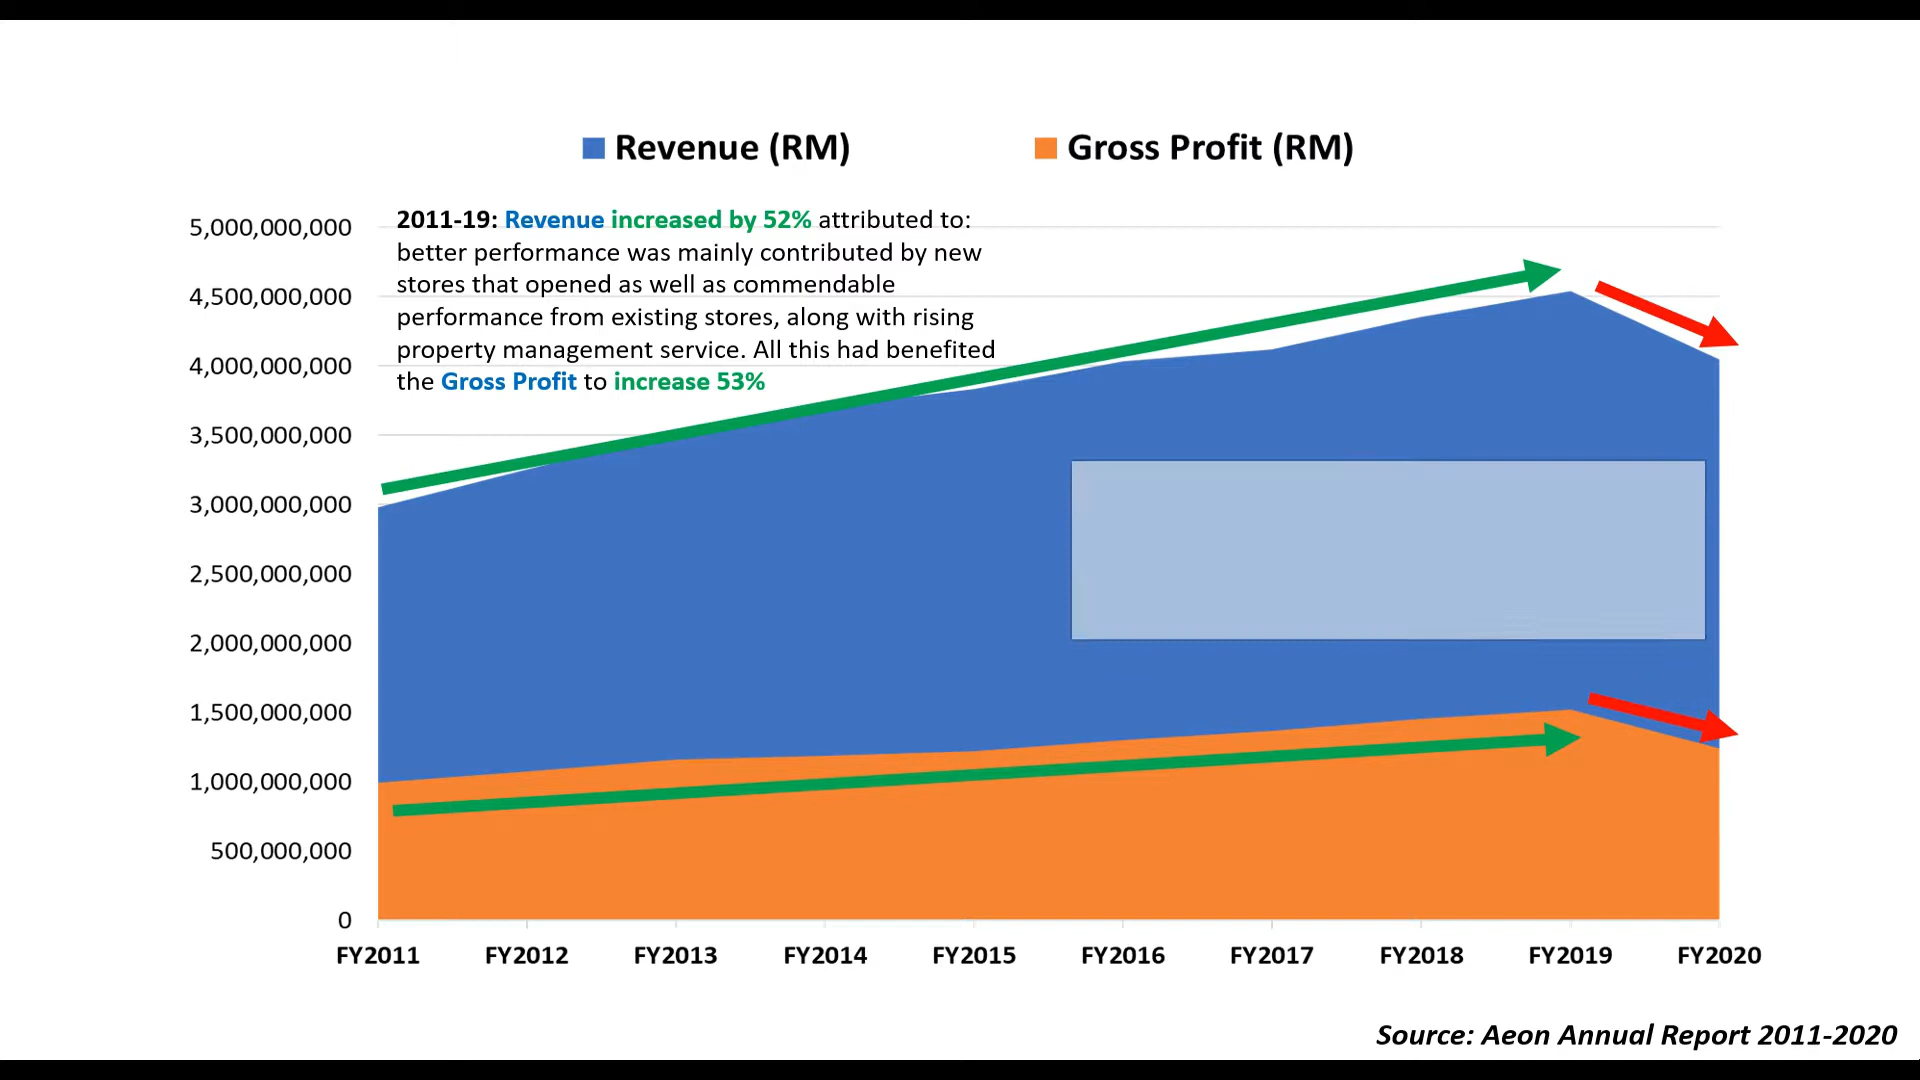 Revenue (RM) Gross Profit (RM)
2011-19: Revenue increased by 52% attributed to:
better performance was mainly contributed by new
stores that opened as well as commendable
performance from existing stores, along with rising
property management service. All this had benefited
the Gross Profit to increase 53%
5,000,000,000
4,500,000,000
4,000,000,000
3,500,000,000
3,000,000,000
2,500,000,000
2,000,000,000
1,500,000,000
1,000,000,000
500,000,000
0
FY2011 FY2012 FY2013 FY2014 FY2015 FY2016 FY2017 FY2018 FY2019 FY2020
Source: Aeon Annual Report 2011-2020